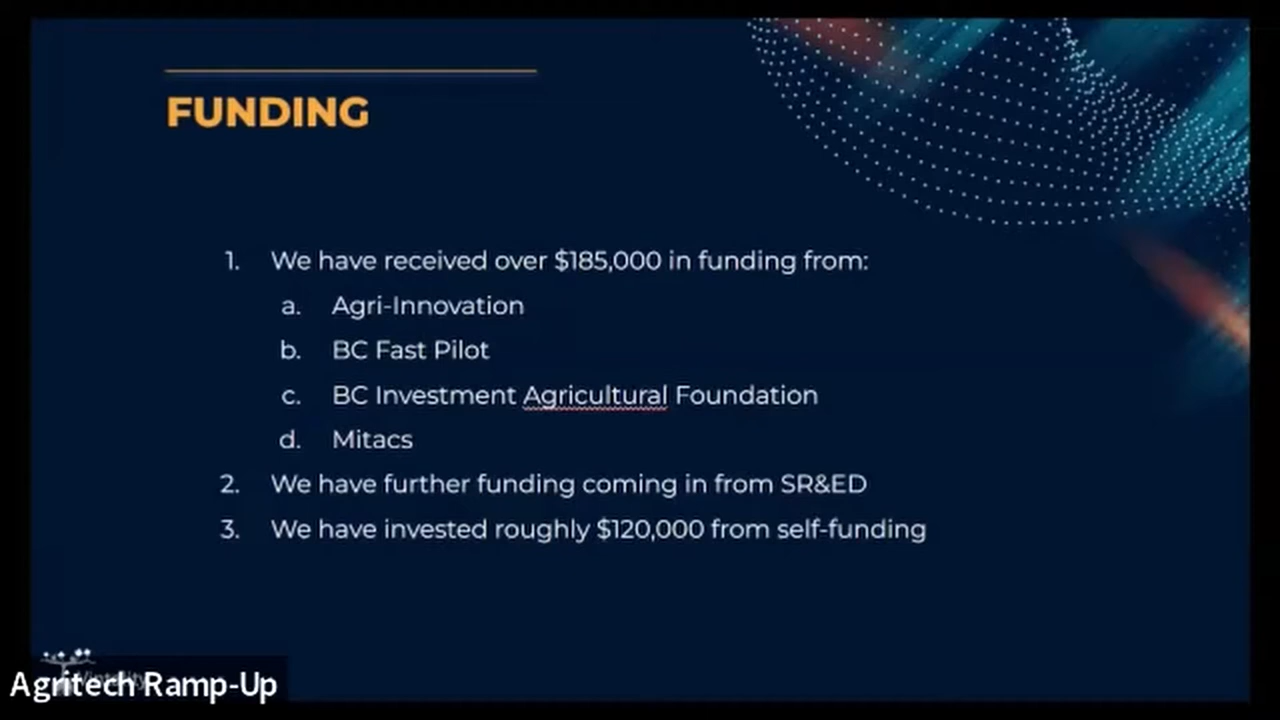 FUNDING
1. We have received over $185,000 in funding from:
a. Agri-Innovation
b. BC Fast Pilot
c. BC Investment Agricultural Foundation
d. Mitacs
2. We have further funding coming in from SR&ED
3. We have invested roughly $120,000 from self-funding
Agritech Ramp-Up